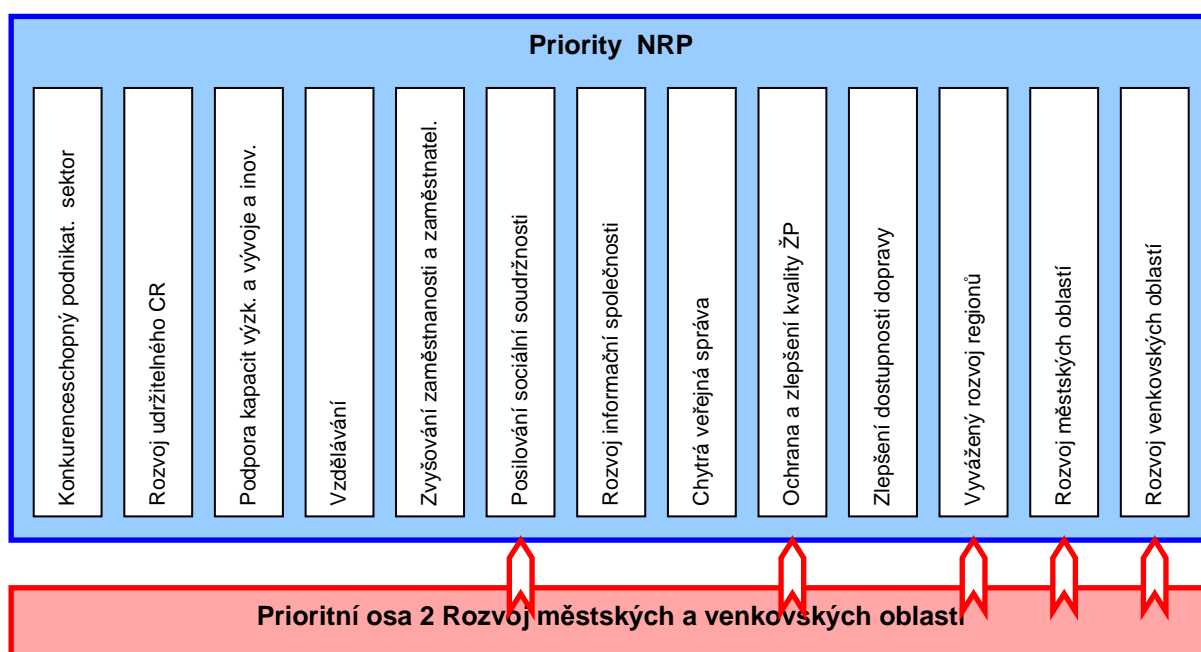 Priority NRP
Konkurenceschopný podnikat. sektor
Rozvoj udržitelného CR
Podpora kapacit výzk. a vývoje a inov.
Vzdělávání
Zvyšování zaměstnanosti a zaměstnatel.
Posilování sociální soudržnosti
Rozvoj informační společnosti
Chytrá veřejná správa
Ochrana a zlepšení kvality ŽP
Zlepšení dostupnosti dopravy
Vyvážený rozvoj regionů
Rozvoj městských oblastí
Rozvoj venkovských oblastí
Prioritní osa 2 Rozvoj městských a venkovských oblastí